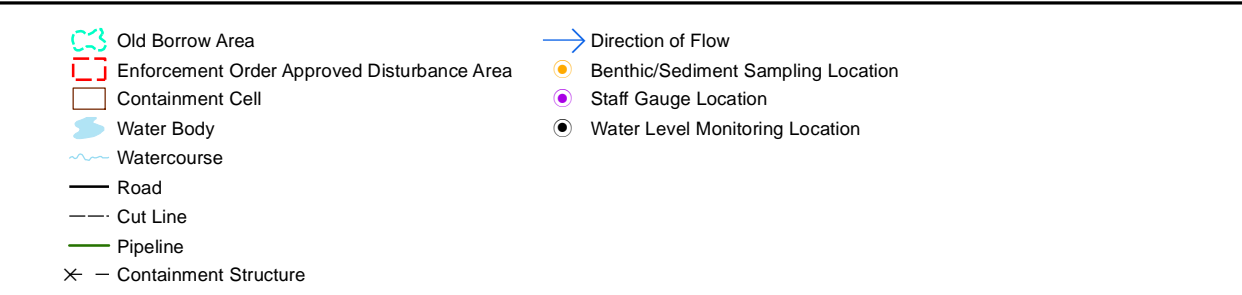 Old Borrow Area
Enforcement Order Approved Disturbance Area
Containment Cell
Water Body
Watercourse
Road
Cut Line
Pipeline
Containment Structure
Direction of Flow
Benthic/Sediment Sampling Location
Staff Gauge Location
Water Level Monitoring Location